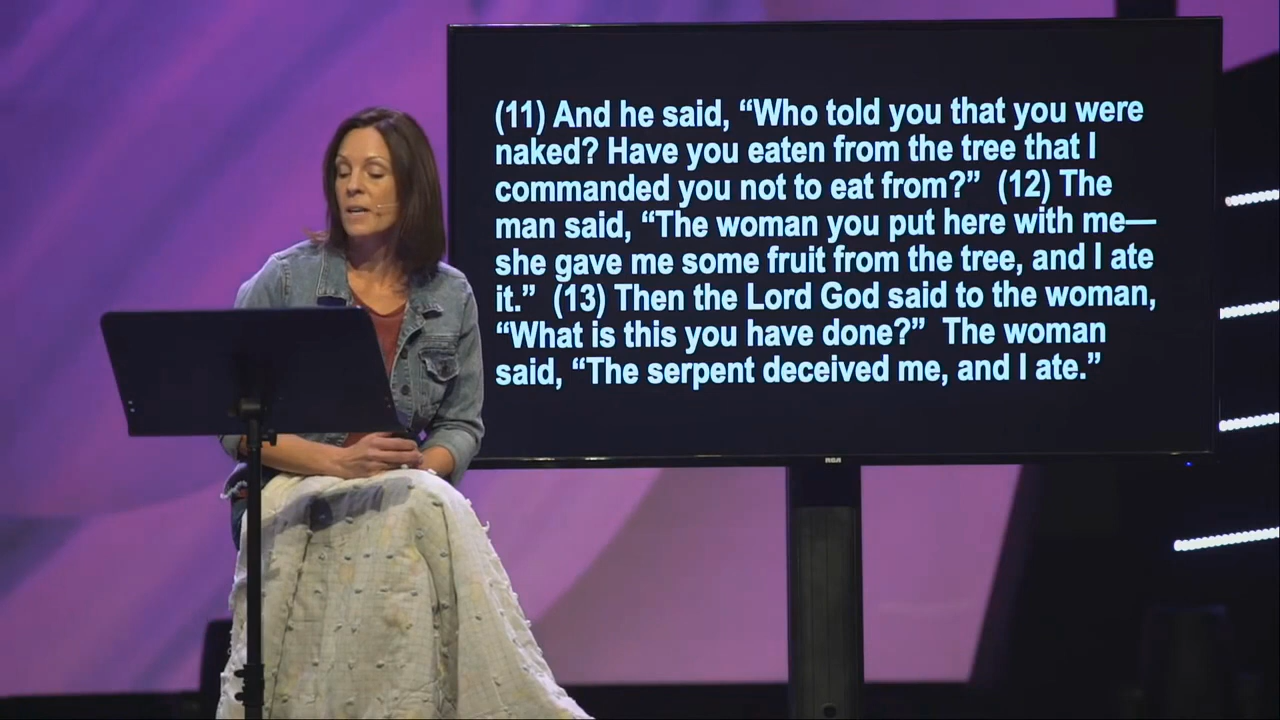 (11) And he said, “Who told you that you were
naked? Have you eaten from the tree that I
commanded you not to eat from?”  (12) The
man said, “The woman you put here with me—
she gave me some fruit from the tree, and I ate
it.”  (13) Then the Lord God said to the woman,
“What is this you have done?”  The woman
said, “The serpent deceived me, and I ate.”
RCA